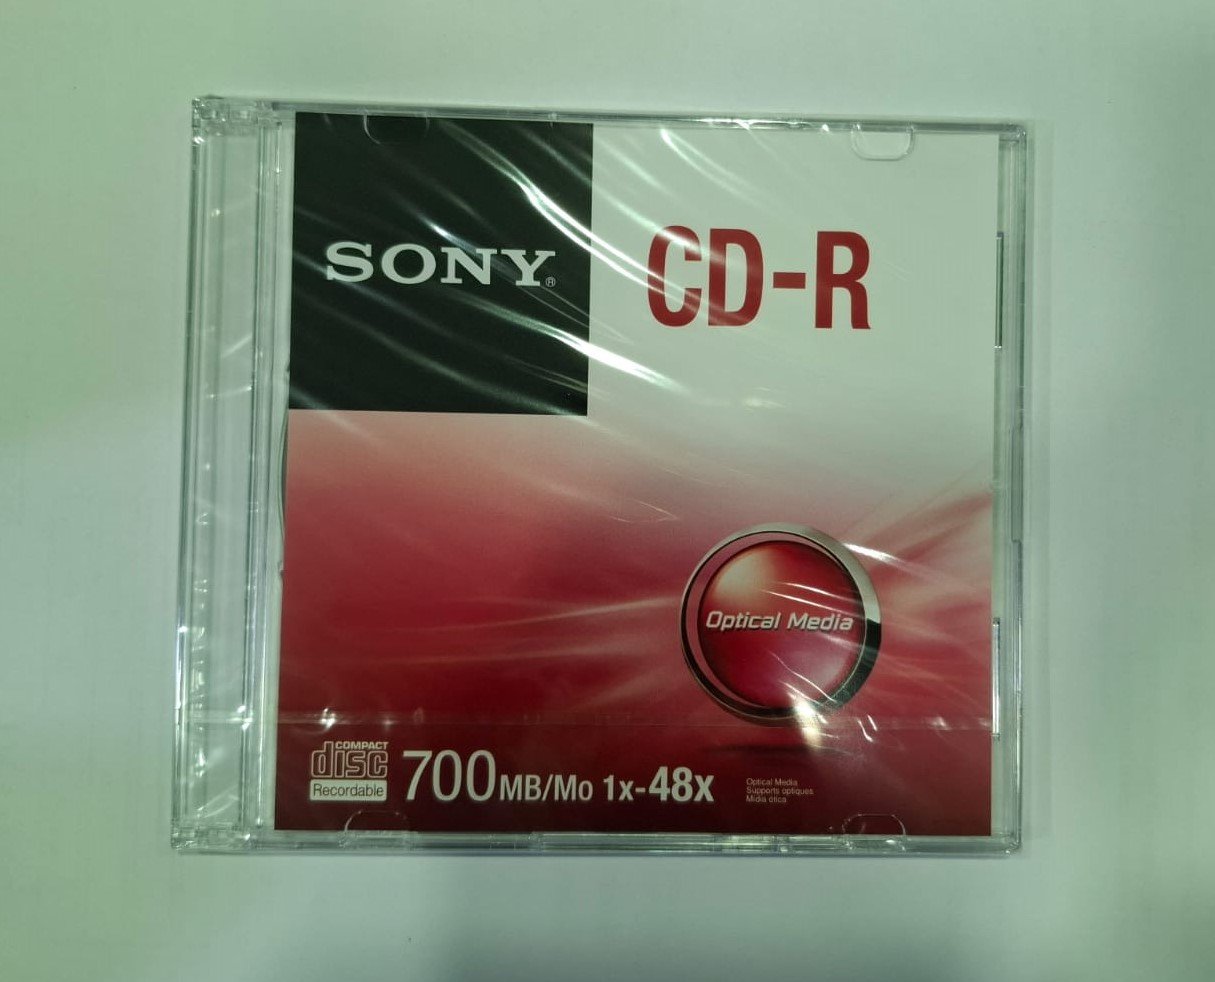 SONY®
CD-R
Optical Media
COMPACT
disc
Recordable
700MB/Mo 1x-48x
Optical Media
Supports optiques
Mídia ótica